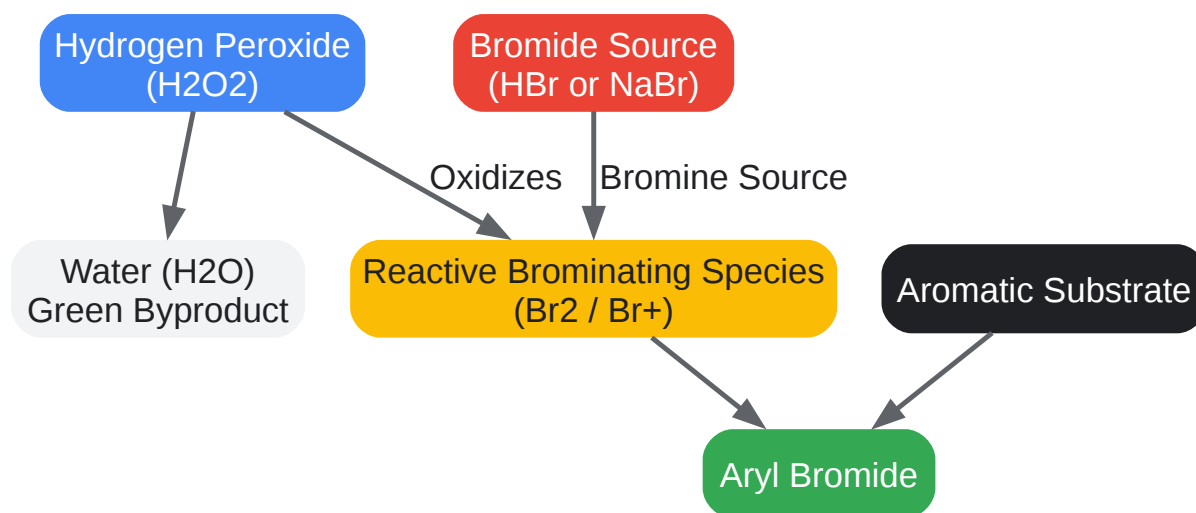 Hydrogen Peroxide
(H2O2)
Bromide Source
(HBr or NaBr)
Oxidizes
Bromine Source
Water (H2O)
Green Byproduct
Reactive Brominating Species
(Br2 / Br+)
Aromatic Substrate
Aryl Bromide